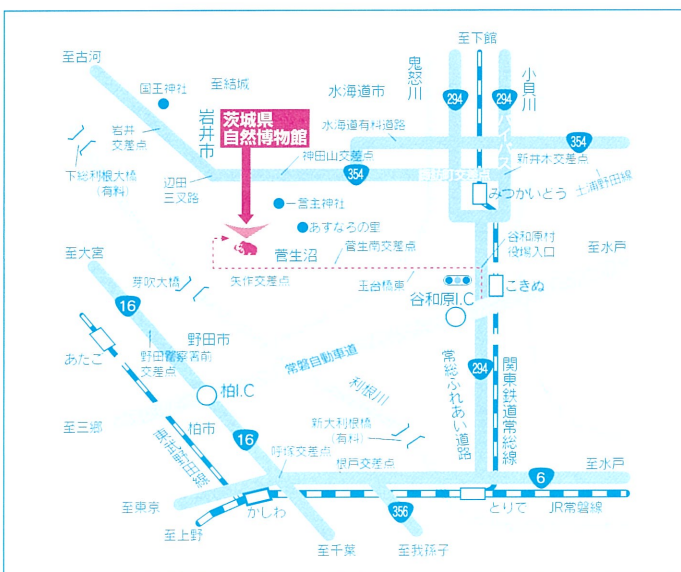 至下館
至古河
国王神社
至結城
水海道市
鬼怒川
小貝川
294
294
バイパス
岩井市
茨城県
自然博物館
水海道有料道路
岩井
交差点
354
新井木交差点
下総利根大橋
(有料)
神田山交差点
354
辺田
三叉路
みつかいどう
土浦野田線
一言主神社
あすなろの里
谷和原村
役場入口
至水戸
菅生沼
菅生南交差点
至大宮
芽吹大橋
矢作交差点
玉台橋東
こきぬ
谷和原I.C
16
野田市
あたご
野田警察署前
交差点
常磐自動車道
利根川
常総ふれあい道路
294
関東鉄道常総線
柏I.C
至三郷
柏市
16
新大利根橋
(有料)
呼塚交差点
根戸交差点
6
至水戸
至東京
かしわ
とりて
JR常磐線
至上野
356
至千葉
至我孫子